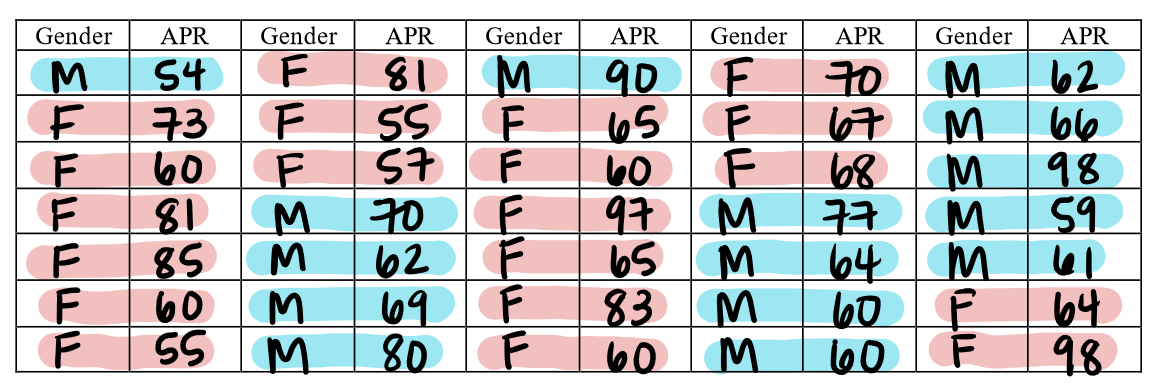 Gender APR Gender APR Gender APR Gender APR Gender APR
M 54 F 81 M 90 F 70 M 62
F 73 F 55 F 65 F 67 M 66
F 60 F 57 F 60 F 68 M 98
F 81 M 70 F 97 M 77 M 59
F 85 M 62 F 65 M 64 M 61
F 60 M 69 F 83 M 60 F 64
F 55 M 80 F 60 M 60 F 98